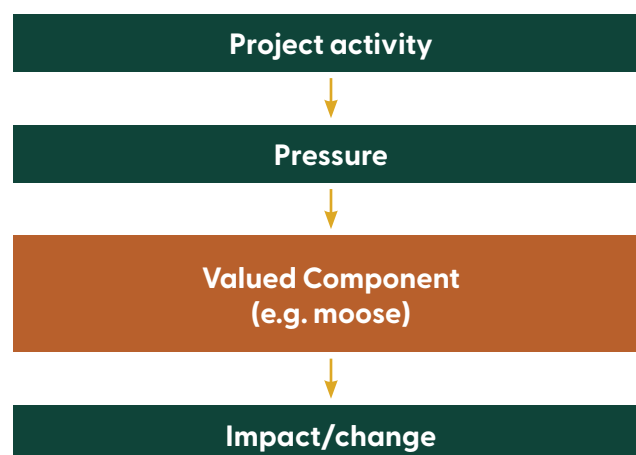 Project activity
Pressure
Valued Component
(e.g. moose)
Impact/change